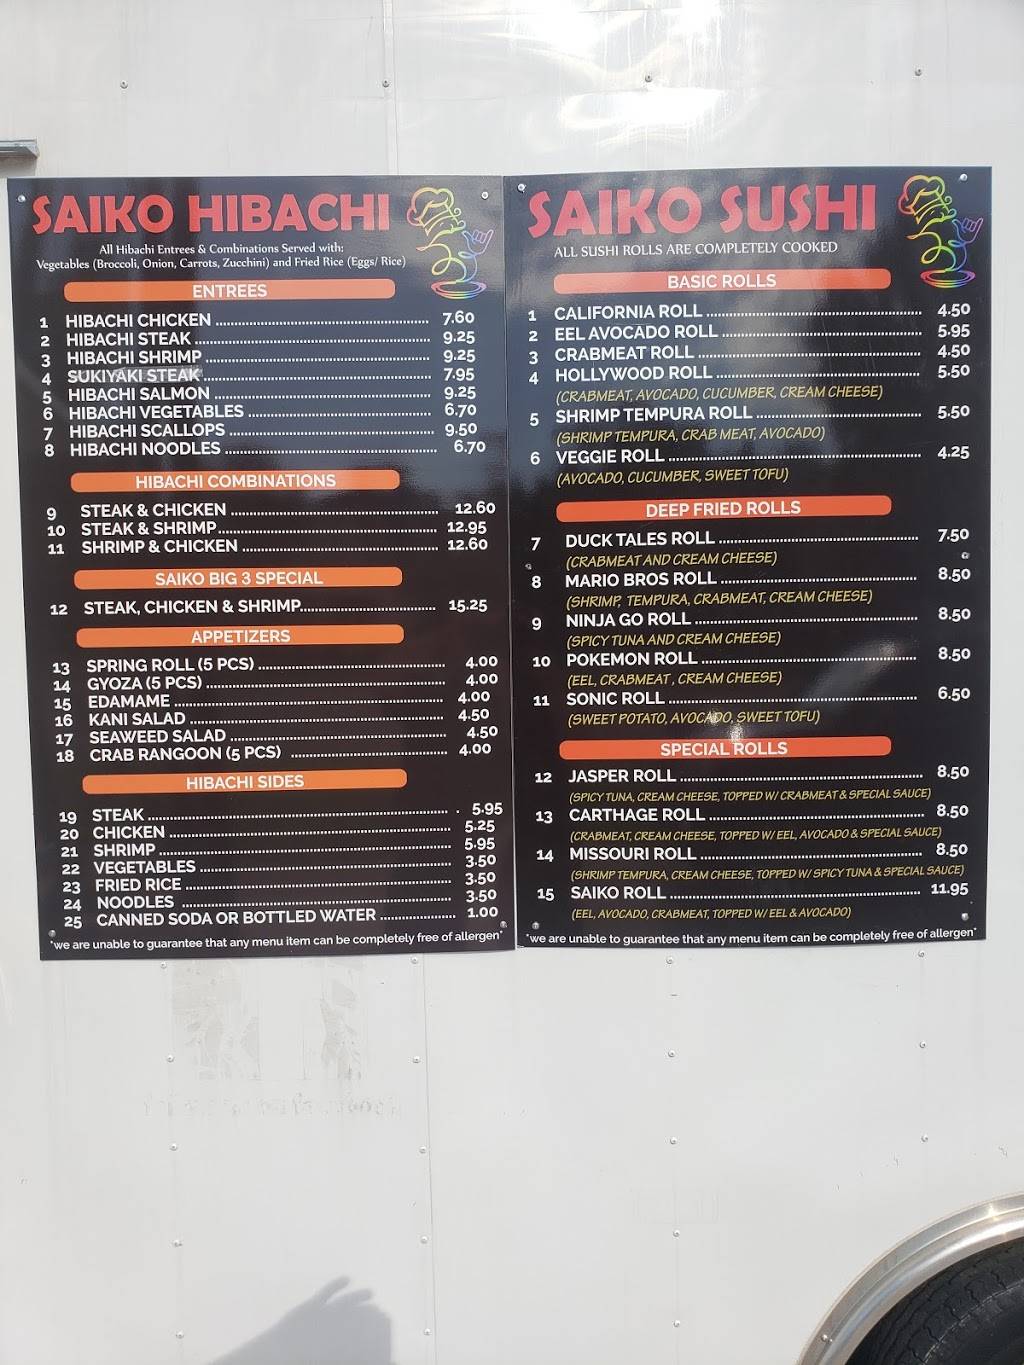 SAIKO HIBACHI
All Hibachi Entrees & Combinations Served with:
Vegetables (Broccoli, Onion, Carrots, Zucchini) and Fried Rice (Eggs/ Rice)
ENTREES
1 HIBACHI CHICKEN 7.60
2 HIBACHI STEAK 9.25
3 HIBACHI SHRIMP 9.25
4 SUKIYAKI STEAK 7.95
5 HIBACHI SALMON 9.25
6 HIBACHI VEGETABLES 6.70
7 HIBACHI SCALLOPS 9.50
8 HIBACHI NOODLES 6.70
HIBACHI COMBINATIONS
9 STEAK & CHICKEN 12.60
10 STEAK & SHRIMP 12.95
11 SHRIMP & CHICKEN 12.60
SAIKO BIG 3 SPECIAL
12 STEAK, CHICKEN & SHRIMP 15.25
APPETIZERS
13 SPRING ROLL (5 PCS) 4.00
14 GYOZA (5 PCS) 4.00
15 EDAMAME 4.00
16 KANI SALAD 4.50
17 SEAWEED SALAD 4.50
18 CRAB RANGOON (5 PCS) 4.00
HIBACHI SIDES
19 STEAK 5.95
20 CHICKEN 5.25
21 SHRIMP 5.95
22 VEGETABLES 3.50
23 FRIED RICE 3.50
24 NOODLES 3.50
25 CANNED SODA OR BOTTLED WATER 1.00
*we are unable to guarantee that any menu item can be completely free of allergen*
SAIKO SUSHI
ALL SUSHI ROLLS ARE COMPLETELY COOKED
BASIC ROLLS
1 CALIFORNIA ROLL 4.50
2 EEL AVOCADO ROLL 5.95
3 CRABMEAT ROLL 4.50
4 HOLLYWOOD ROLL 5.50
(CRABMEAT, AVOCADO, CUCUMBER, CREAM CHEESE)
5 SHRIMP TEMPURA ROLL 5.50
(SHRIMP TEMPURA, CRAB MEAT, AVOCADO)
6 VEGGIE ROLL 4.25
(AVOCADO, CUCUMBER, SWEET TOFU)
DEEP FRIED ROLLS
7 DUCK TALES ROLL 7.50
(CRABMEAT AND CREAM CHEESE)
8 MARIO BROS ROLL 8.50
(SHRIMP, TEMPURA, CRABMEAT, CREAM CHEESE)
9 NINJA GO ROLL 8.50
(SPICY TUNA AND CREAM CHEESE)
10 POKEMON ROLL 8.50
(EEL, CRABMEAT , CREAM CHEESE)
11 SONIC ROLL 6.50
(SWEET POTATO, AVOCADO, SWEET TOFU)
SPECIAL ROLLS
12 JASPER ROLL 8.50
(SPICY TUNA, CREAM CHEESE, TOPPED W/ CRABMEAT & SPECIAL SAUCE)
13 CARTHAGE ROLL 8.50
(CRABMEAT, CREAM CHEESE, TOPPED W/ EEL, AVOCADO & SPECIAL SAUCE)
14 MISSOURI ROLL 8.50
(SHRIMP TEMPURA, CREAM CHEESE, TOPPED W/ SPICY TUNA & SPECIAL SAUCE)
15 SAIKO ROLL 11.95
(EEL, AVOCADO, CRABMEAT, TOPPED W/ EEL & AVOCADO)
*we are unable to guarantee that any menu item can be completely free of allergen*